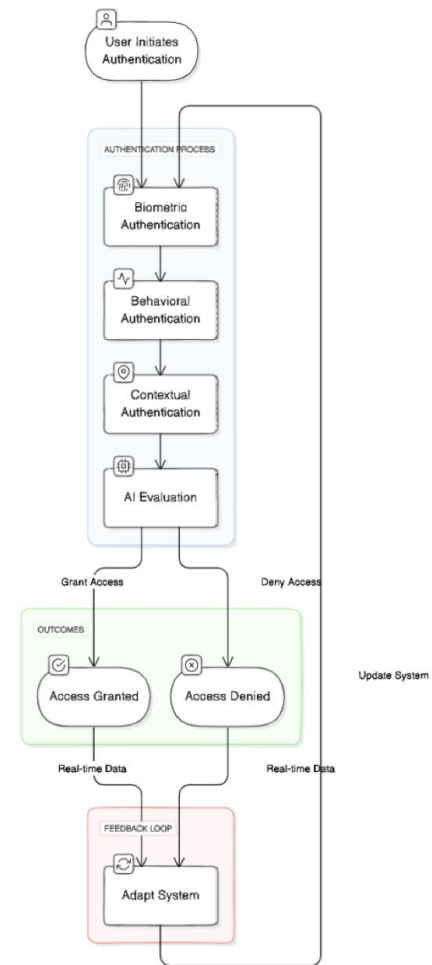 User Initiates
Authentication
AUTHENTICATION PROCESS
Biometric
Authentication
Behavioral
Authentication
Contextual
Authentication
AI Evaluation
Grant Access
Deny Access
OUTCOMES
Access Granted
Access Denied
Update System
Real-time Data
Real-time Data
FEEDBACK LOOP
Adapt System